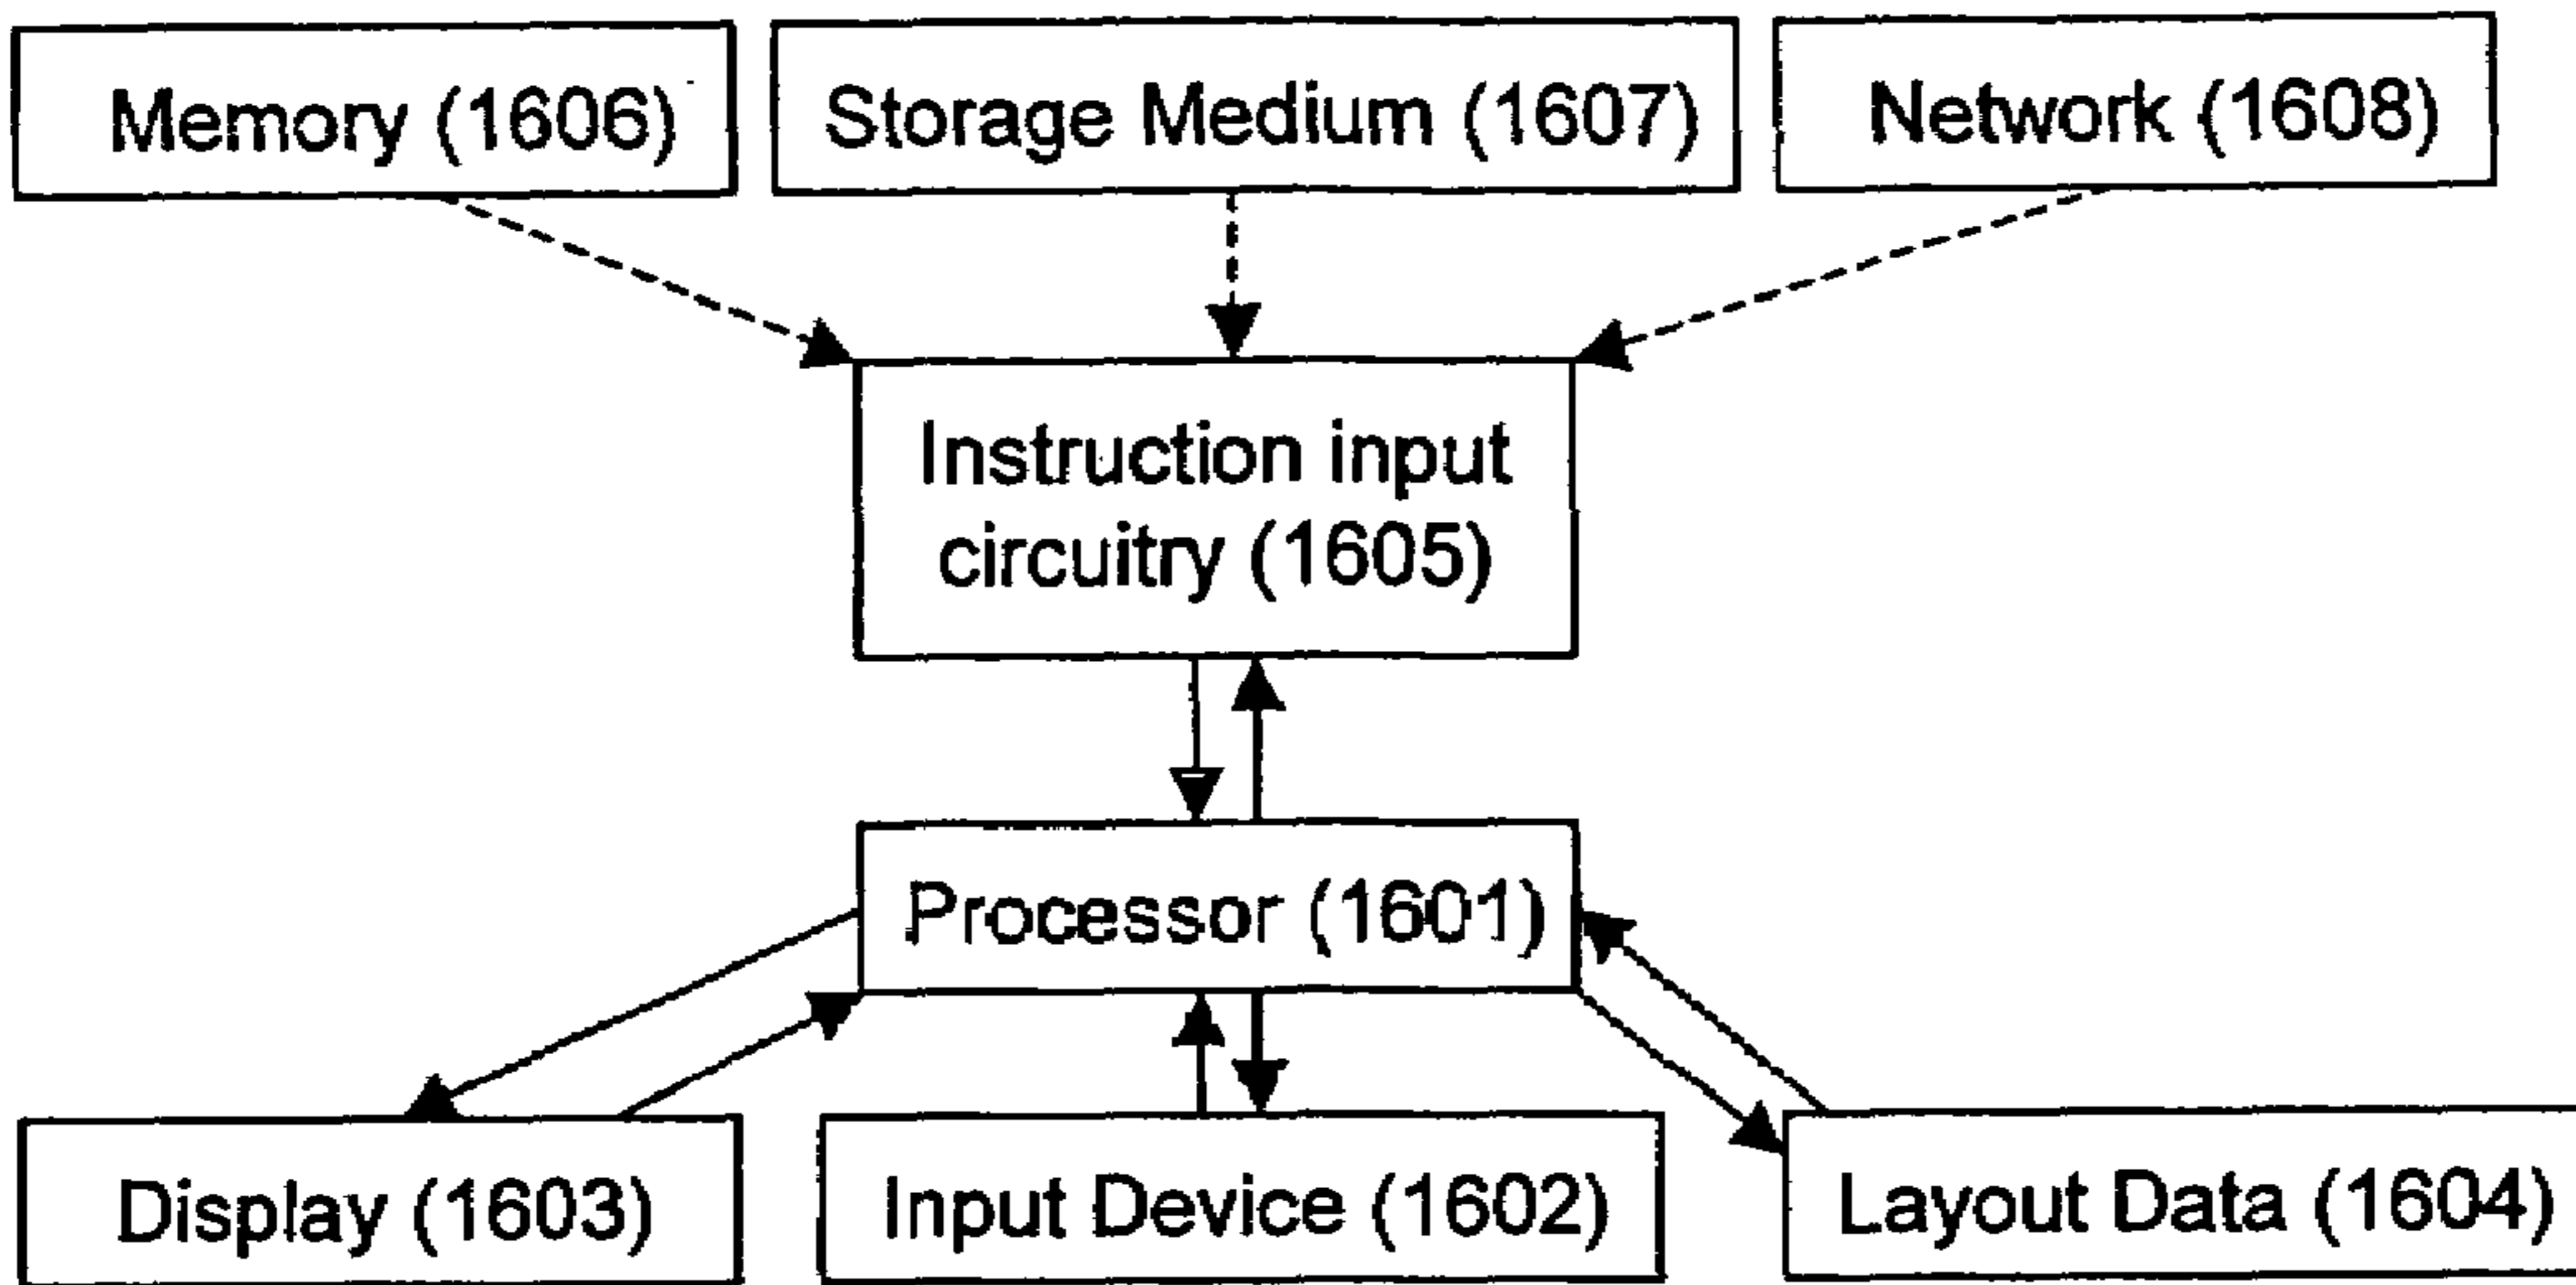 Memory (1606)
Storage Medium (1607)
Network (1608)
Instruction input
circuitry (1605)
Processor (1601)
Display (1603)
Input Device (1602)
Layout Data (1604)